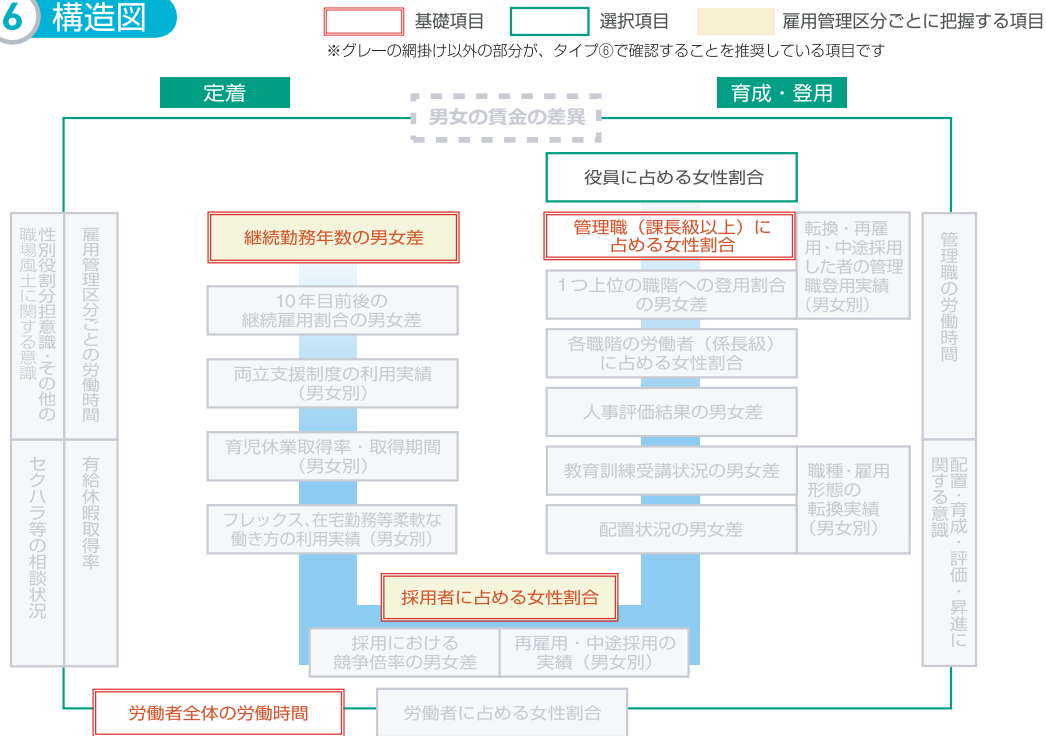 6 構造図
基礎項目
選択項目
雇用管理区分ごとに把握する項目
※グレーの網掛け以外の部分が、タイプ⑥で確認することを推奨している項目です
定着
育成・登用
男女の賃金の差異
役員に占める女性割合
性別役割分担意識・その他の
職場風土に関する意識
雇用管理区分ごとの労働時間
セクハラ等の相談状況
有給休暇取得率
継続勤務年数の男女差
10年目前後の
継続雇用割合の男女差
両立支援制度の利用実績
（男女別）
育児休業取得率・取得期間
（男女別）
フレックス、在宅勤務等柔軟な
働き方の利用実績（男女別）
管理職（課長級以上）に
占める女性割合
転換・再雇
用・中途採用
した者の管理
職登用実績
（男女別）
1つ上位の職階への登用割合
の男女差
各職階の労働者（係長級）
に占める女性割合
人事評価結果の男女差
教育訓練受講状況の男女差
配置状況の男女差
職種・雇用
形態の
転換実績
（男女別）
管理職の労働時間
配置・育成・評価・昇進に
関する意識
採用者に占める女性割合
採用における
競争倍率の男女差
再雇用・中途採用の
実績（男女別）
労働者全体の労働時間
労働者に占める女性割合